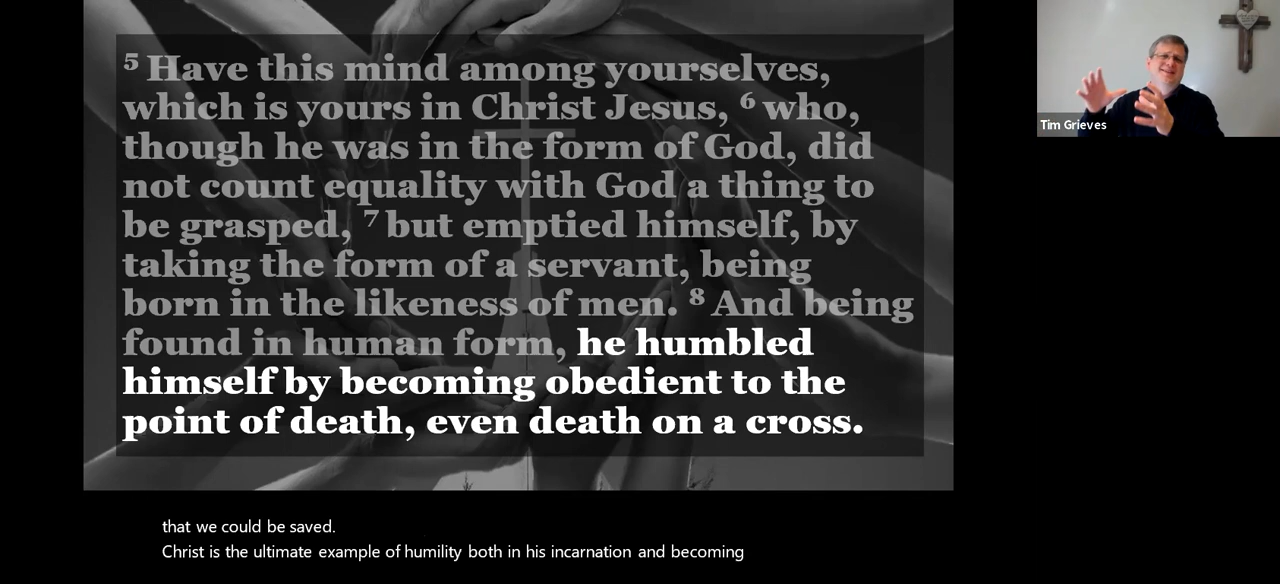 ⁵ Have this mind among yourselves,
which is yours in Christ Jesus, ⁶ who,
though he was in the form of God, did
not count equality with God a thing to
be grasped, ⁷ but emptied himself, by
taking the form of a servant, being
born in the likeness of men. ⁸ And being
found in human form, he humbled
himself by becoming obedient to the
point of death, even death on a cross.
Tim Grieves
that we could be saved.
Christ is the ultimate example of humility both in his incarnation and becoming